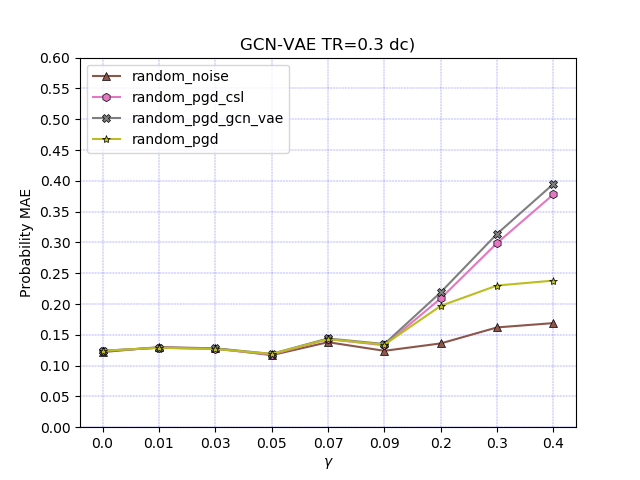 GCN-VAE TR=0.3 dc)
random_noise
random_pgd_csl
random_pgd_gcn_vae
random_pgd
Probability MAE
0.60
0.55
0.50
0.45
0.40
0.35
0.30
0.25
0.20
0.15
0.10
0.05
0.00
0.0 0.01 0.03 0.05 0.07 0.09 0.2 0.3 0.4
γ